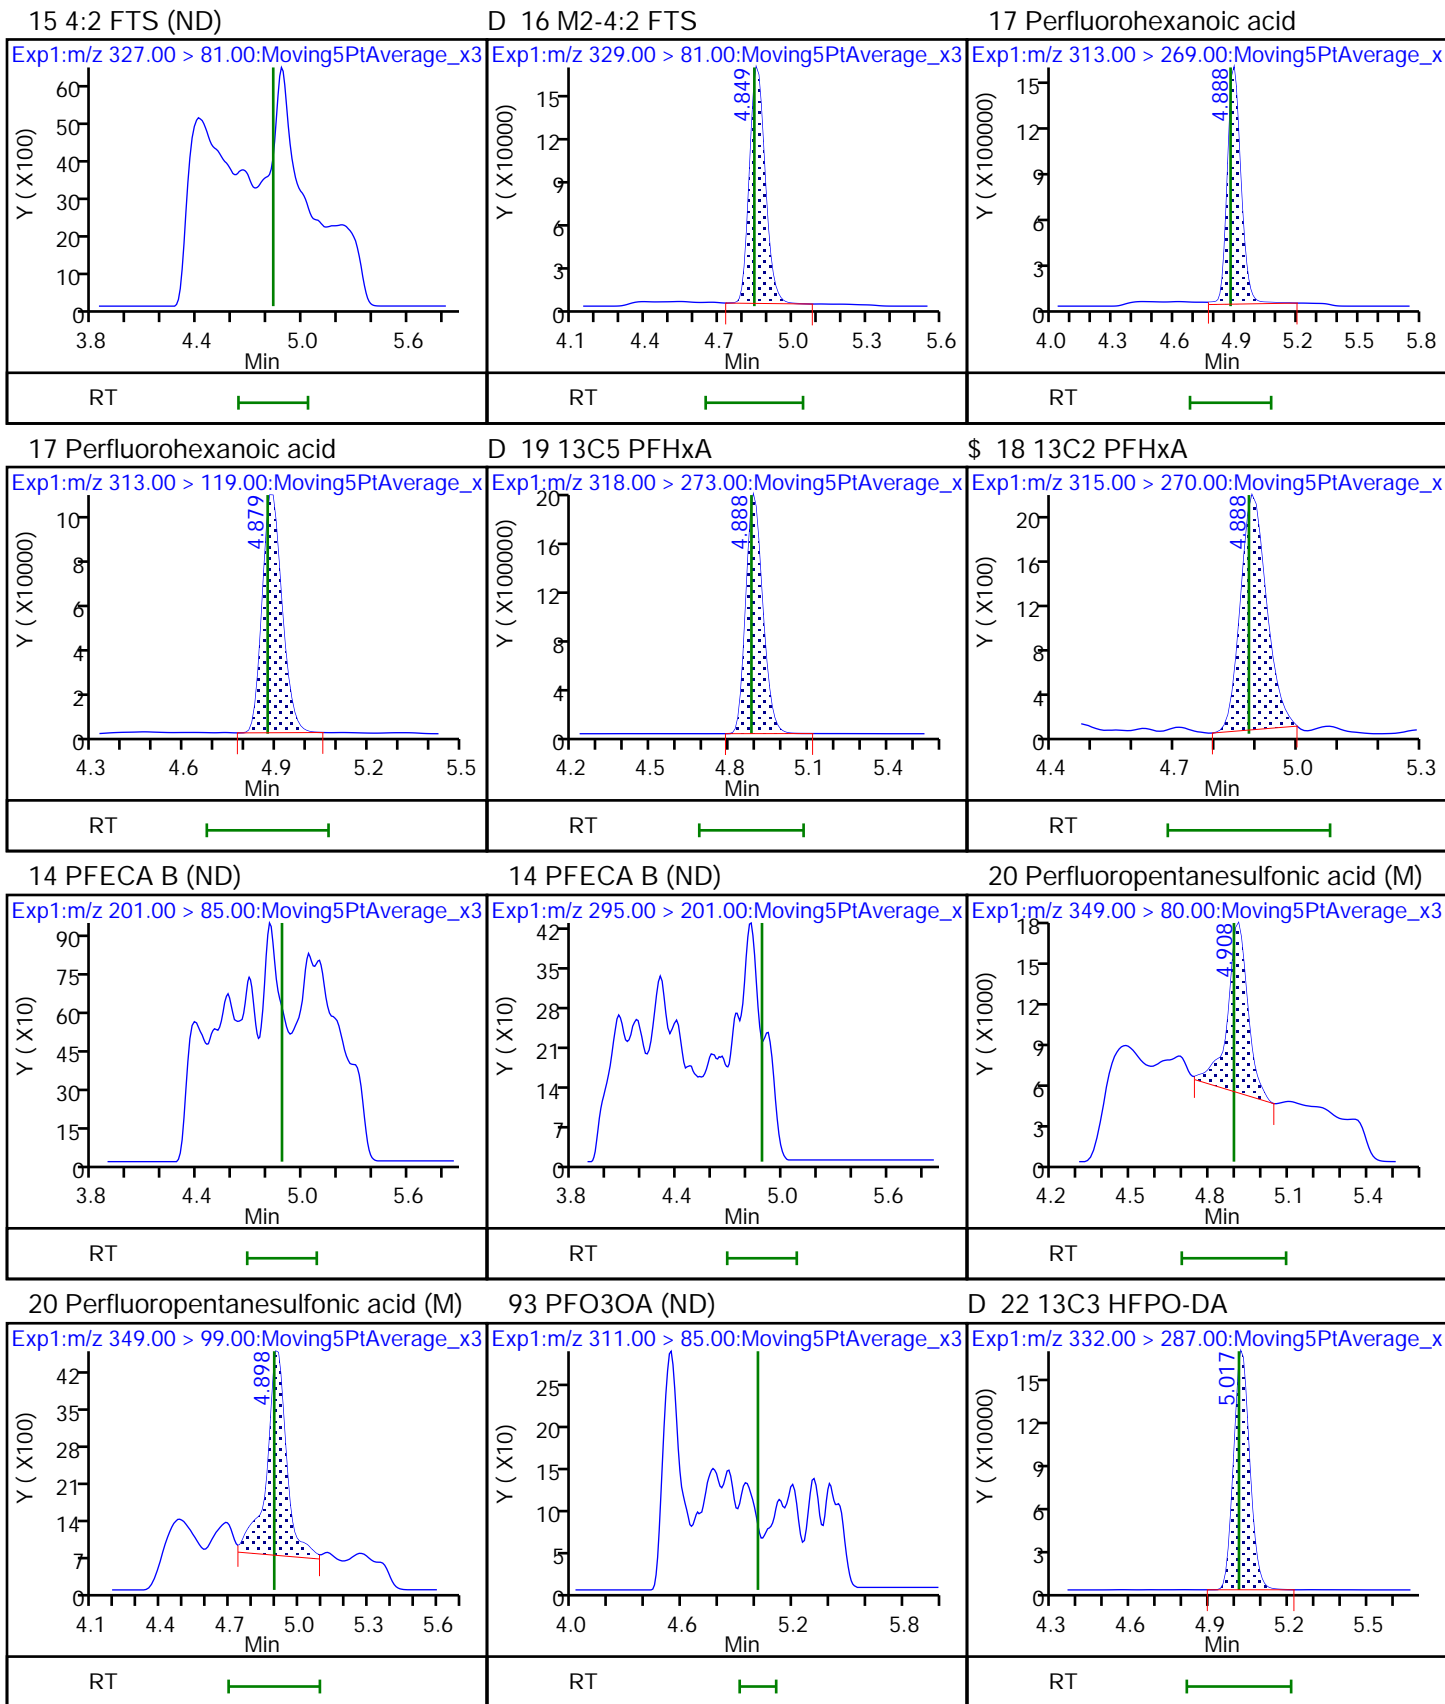 15 4:2 FTS (ND)
Exp1:m/z 327.00 > 81.00:Moving5PtAverage_x3
Y ( X100)
60
50
40
30
20
10
0
3.8 4.4 5.0 5.6
Min
RT
D 16 M2-4:2 FTS
Exp1:m/z 329.00 > 81.00:Moving5PtAverage_x3
4.849
Y ( X10000)
15
12
9
6
3
0
4.1 4.4 4.7 5.0 5.3 5.6
Min
RT
17 Perfluorohexanoic acid
Exp1:m/z 313.00 > 269.00:Moving5PtAverage_x
4.888
Y ( X100000)
15
12
9
6
3
0
4.0 4.3 4.6 4.9 5.2 5.5 5.8
Min
RT
17 Perfluorohexanoic acid
Exp1:m/z 313.00 > 119.00:Moving5PtAverage_x
4.879
Y ( X10000)
10
8
6
4
2
0
4.3 4.6 4.9 5.2 5.5
Min
RT
D 19 13C5 PFHxA
Exp1:m/z 318.00 > 273.00:Moving5PtAverage_x
4.888
Y ( X100000)
20
16
12
8
4
0
4.2 4.5 4.8 5.1 5.4
Min
RT
$ 18 13C2 PFHxA
Exp1:m/z 315.00 > 270.00:Moving5PtAverage_x
4.888
Y ( X100)
20
16
12
8
4
0
4.4 4.7 5.0 5.3
Min
RT
14 PFECA B (ND)
Exp1:m/z 201.00 > 85.00:Moving5PtAverage_x3
Y ( X10)
90
75
60
45
30
15
0
3.8 4.4 5.0 5.6
Min
RT
14 PFECA B (ND)
Exp1:m/z 295.00 > 201.00:Moving5PtAverage_x
Y ( X10)
42
35
28
21
14
7
0
3.8 4.4 5.0 5.6
Min
RT
20 Perfluoropentanesulfonic acid (M)
Exp1:m/z 349.00 > 80.00:Moving5PtAverage_x3
4.908
Y ( X1000)
18
15
12
9
6
3
0
4.2 4.5 4.8 5.1 5.4
Min
RT
20 Perfluoropentanesulfonic acid (M)
Exp1:m/z 349.00 > 99.00:Moving5PtAverage_x3
4.898
Y ( X100)
42
35
28
21
14
7
0
4.1 4.4 4.7 5.0 5.3 5.6
Min
RT
93 PFO3OA (ND)
Exp1:m/z 311.00 > 85.00:Moving5PtAverage_x3
Y ( X10)
25
20
15
10
5
0
4.0 4.6 5.2 5.8
Min
RT
D 22 13C3 HFPO-DA
Exp1:m/z 332.00 > 287.00:Moving5PtAverage_x
5.017
Y ( X10000)
15
12
9
6
3
0
4.3 4.6 4.9 5.2 5.5
Min
RT